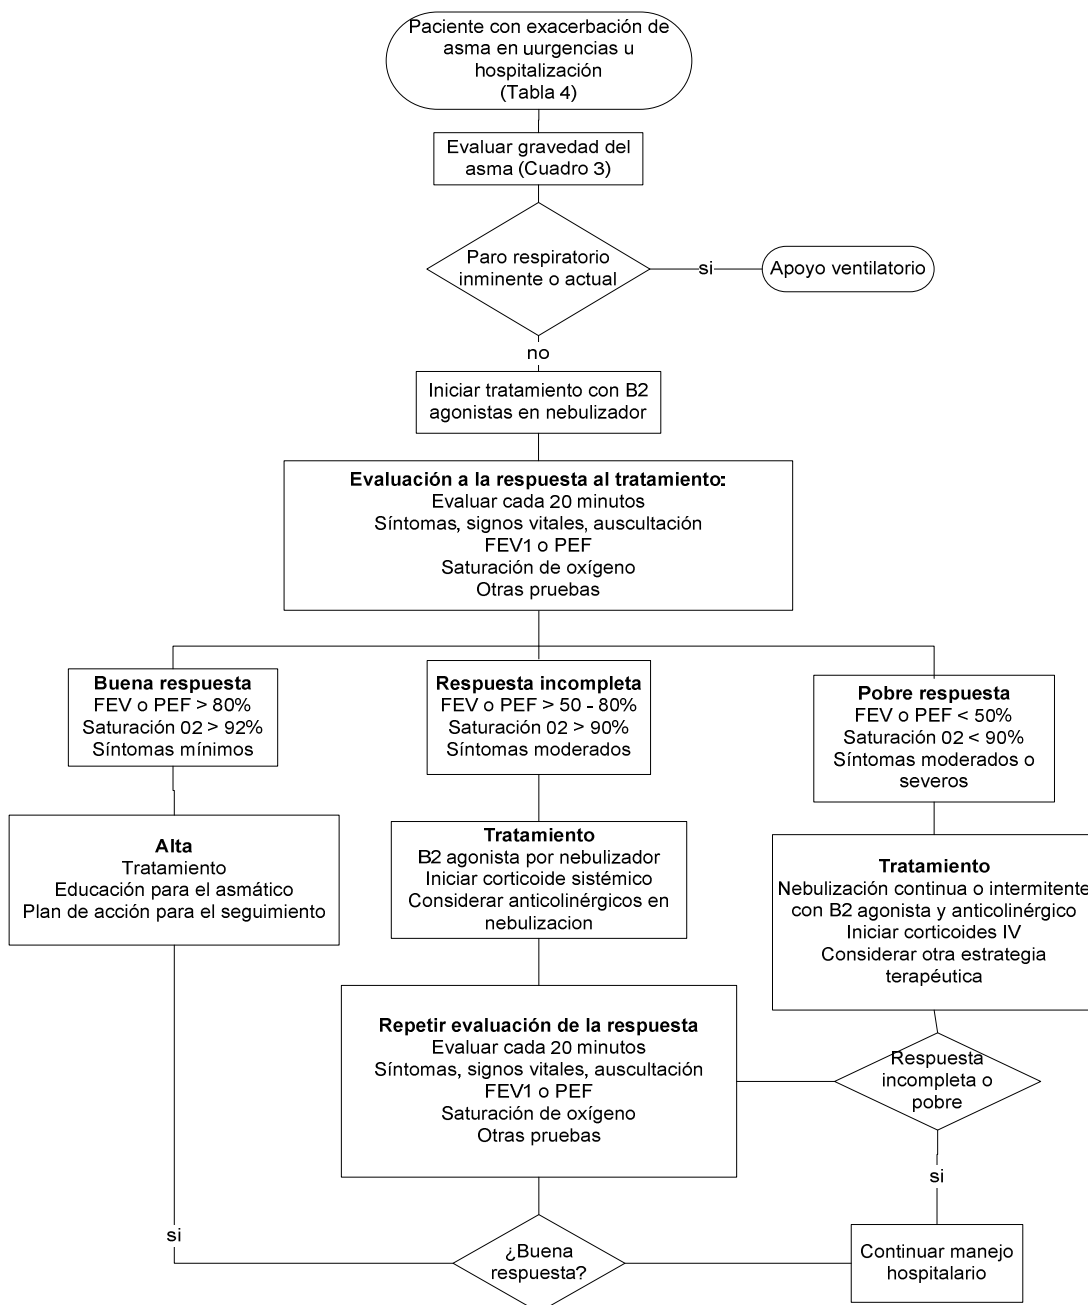 Paciente con exacerbación de
asma en uurgencias u
hospitalización
(Tabla 4)
Evaluar gravedad del
asma (Cuadro 3)
Paro respiratorio
inminente o actual
si
Apoyo ventilatorio
no
Iniciar tratamiento con B2
agonistas en nebulizador
Evaluación a la respuesta al tratamiento:
Evaluar cada 20 minutos
Síntomas, signos vitales, auscultación
FEV1 o PEF
Saturación de oxígeno
Otras pruebas
Buena respuesta
FEV o PEF > 80%
Saturación 02 > 92%
Síntomas mínimos
Respuesta incompleta
FEV o PEF > 50 - 80%
Saturación 02 > 90%
Síntomas moderados
Pobre respuesta
FEV o PEF < 50%
Saturación 02 < 90%
Síntomas moderados o
severos
Alta
Tratamiento
Educación para el asmático
Plan de acción para el seguimiento
Tratamiento
B2 agonista por nebulizador
Iniciar corticoide sistémico
Considerar anticolinérgicos en
nebulizacion
Tratamiento
Nebulización continua o intermitente
con B2 agonista y anticolinérgico
Iniciar corticoides IV
Considerar otra estrategia
terapéutica
Repetir evaluación de la respuesta
Evaluar cada 20 minutos
Síntomas, signos vitales, auscultación
FEV1 o PEF
Saturación de oxígeno
Otras pruebas
Respuesta
incompleta o
pobre
si
si
¿Buena
respuesta?
Continuar manejo
hospitalario